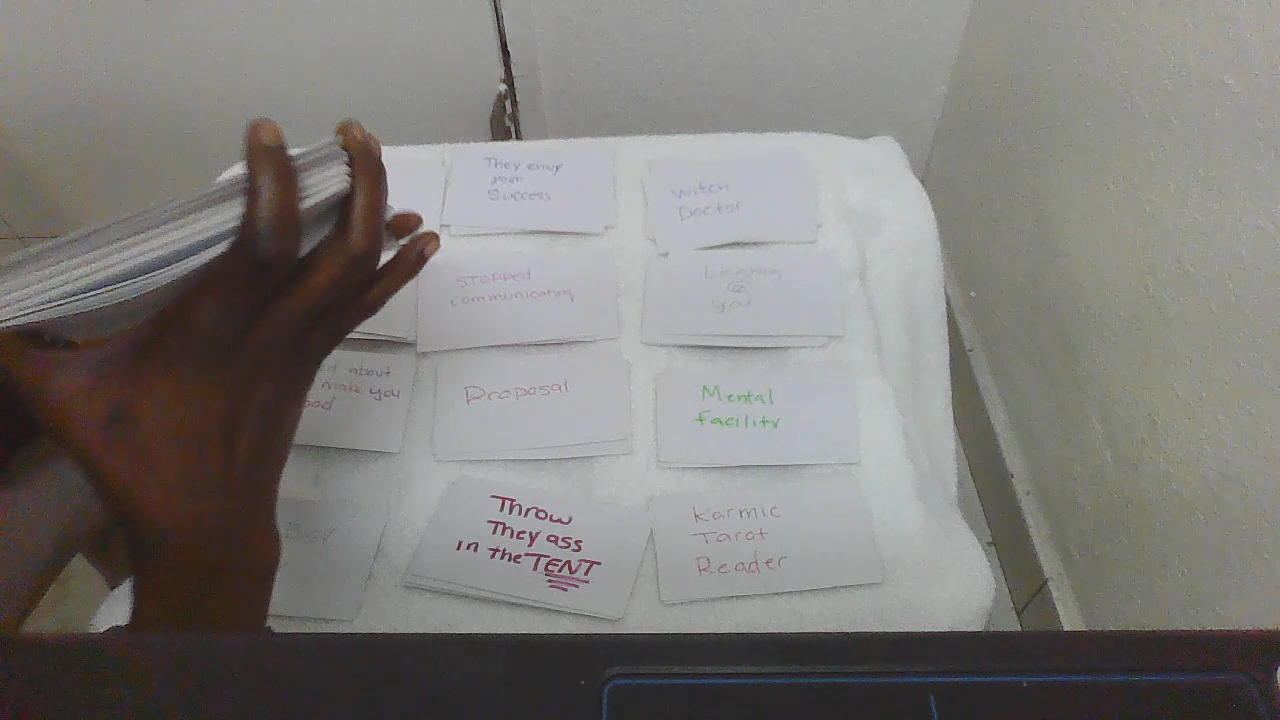 They envy
your
Success
Witch
Doctor
Stopped
communicating
Laughing
@
you
about
make you
Proposal
Mental
facility
Throw
They ass
in the TENT
Karmic
Tarot
Reader